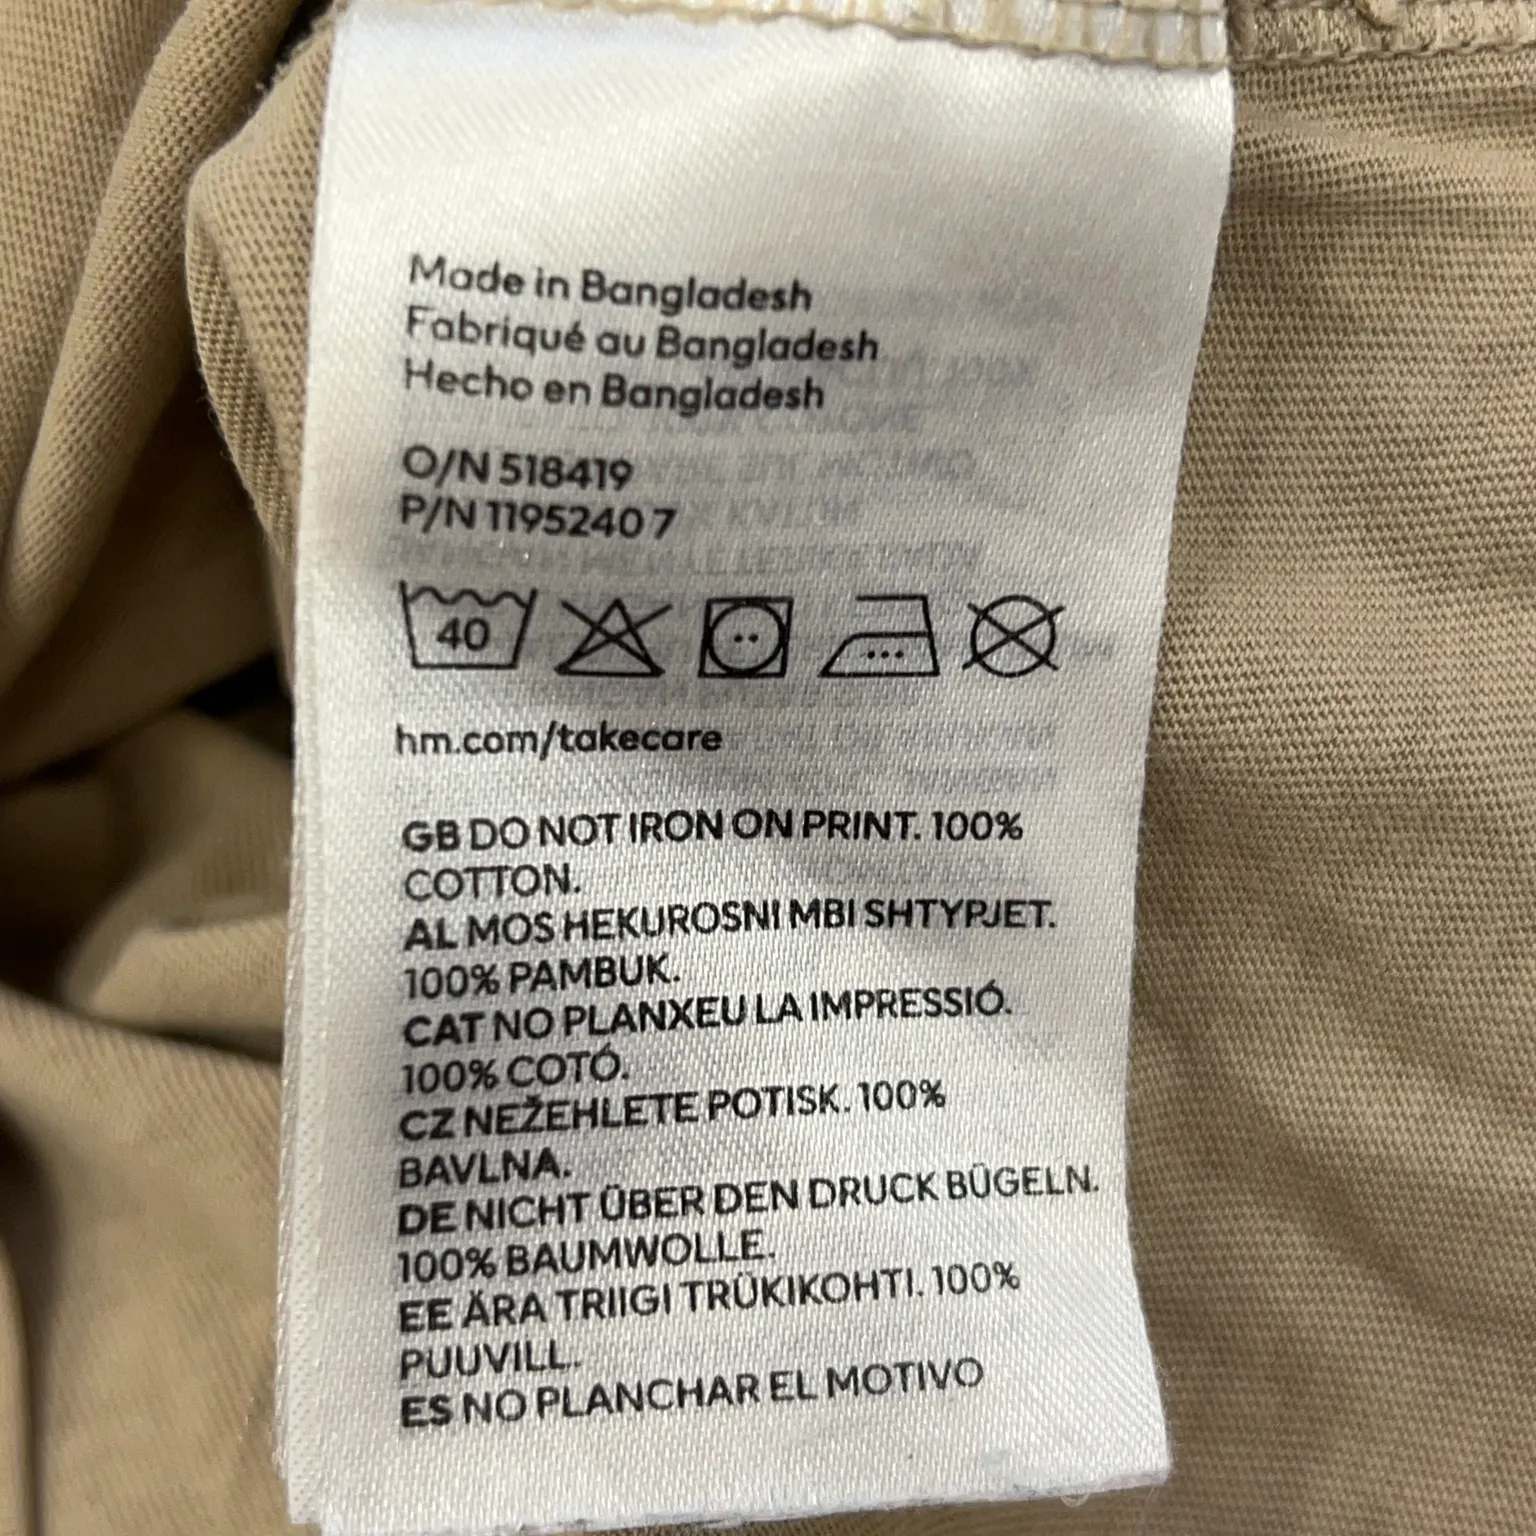 Made in Bangladesh
Fabriqué au Bangladesh
Hecho en Bangladesh
O/N 518419
P/N 1195240 7
40
hm.com/takecare
GB DO NOT IRON ON PRINT. 100%
COTTON.
AL MOS HEKUROSNI MBI SHTYPJET.
100% PAMBUK.
CAT NO PLANXEU LA IMPRESSIÓ.
100% COTÓ.
CZ NEŽEHLETE POTISK. 100%
BAVLNA.
DE NICHT ÜBER DEN DRUCK BÜGELN.
100% BAUMWOLLE.
EE ÄRA TRIIGI TRÜKIKOHTI. 100%
PUUVILL.
ES NO PLANCHAR EL MOTIVO